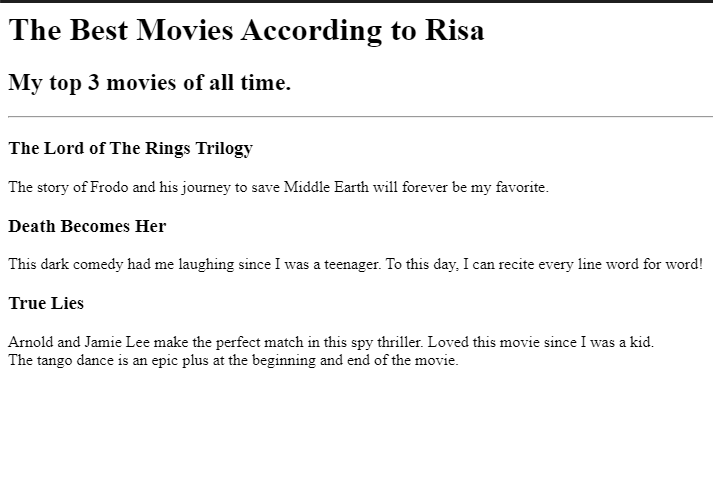 The Best Movies According to Risa
My top 3 movies of all time.
The Lord of The Rings Trilogy
The story of Frodo and his journey to save Middle Earth will forever be my favorite.
Death Becomes Her
This dark comedy had me laughing since I was a teenager. To this day, I can recite every line word for word!
True Lies
Arnold and Jamie Lee make the perfect match in this spy thriller. Loved this movie since I was a kid.
The tango dance is an epic plus at the beginning and end of the movie.